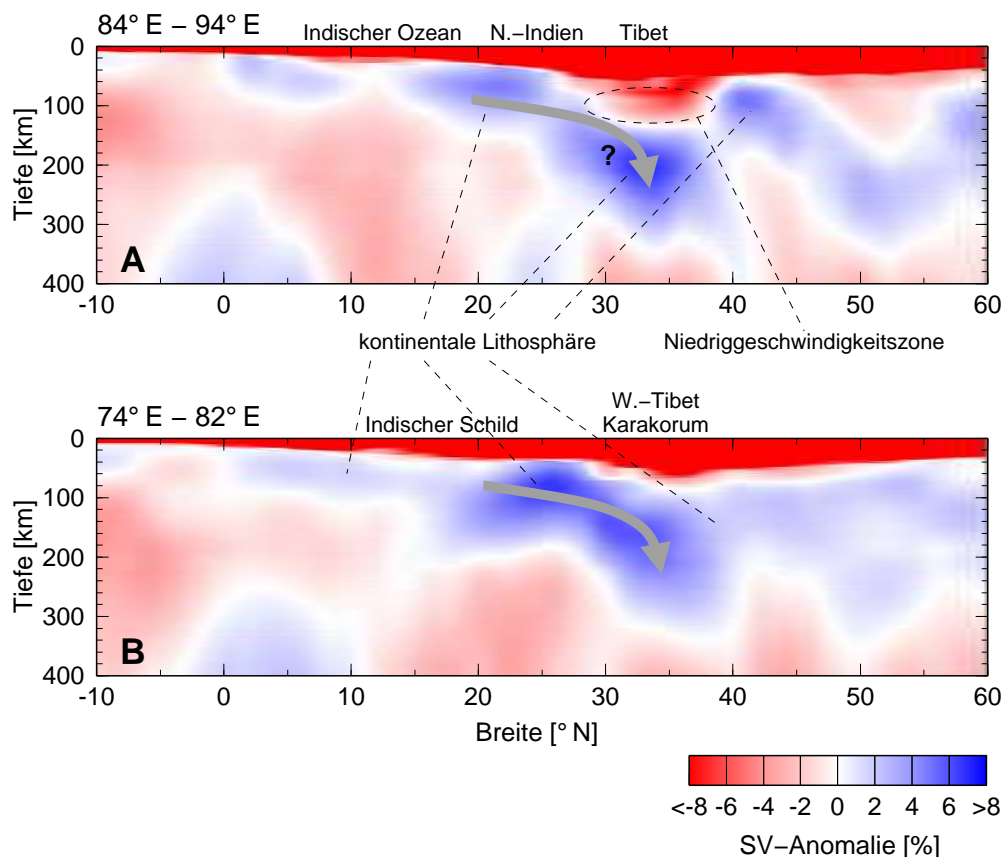 84° E − 94° E
Indischer Ozean N.−Indien Tibet
0
100
200
300
400
Tiefe [km]
?
A
-10 0 10 20 30 40 50 60
kontinentale Lithosphäre Niedriggeschwindigkeitszone
74° E − 82° E
W.−Tibet
Indischer Schild Karakorum
0
100
200
300
400
Tiefe [km]
B
-10 0 10 20 30 40 50 60
Breite [° N]
<-8 -6 -4 -2 0 2 4 6 >8
SV−Anomalie [%]